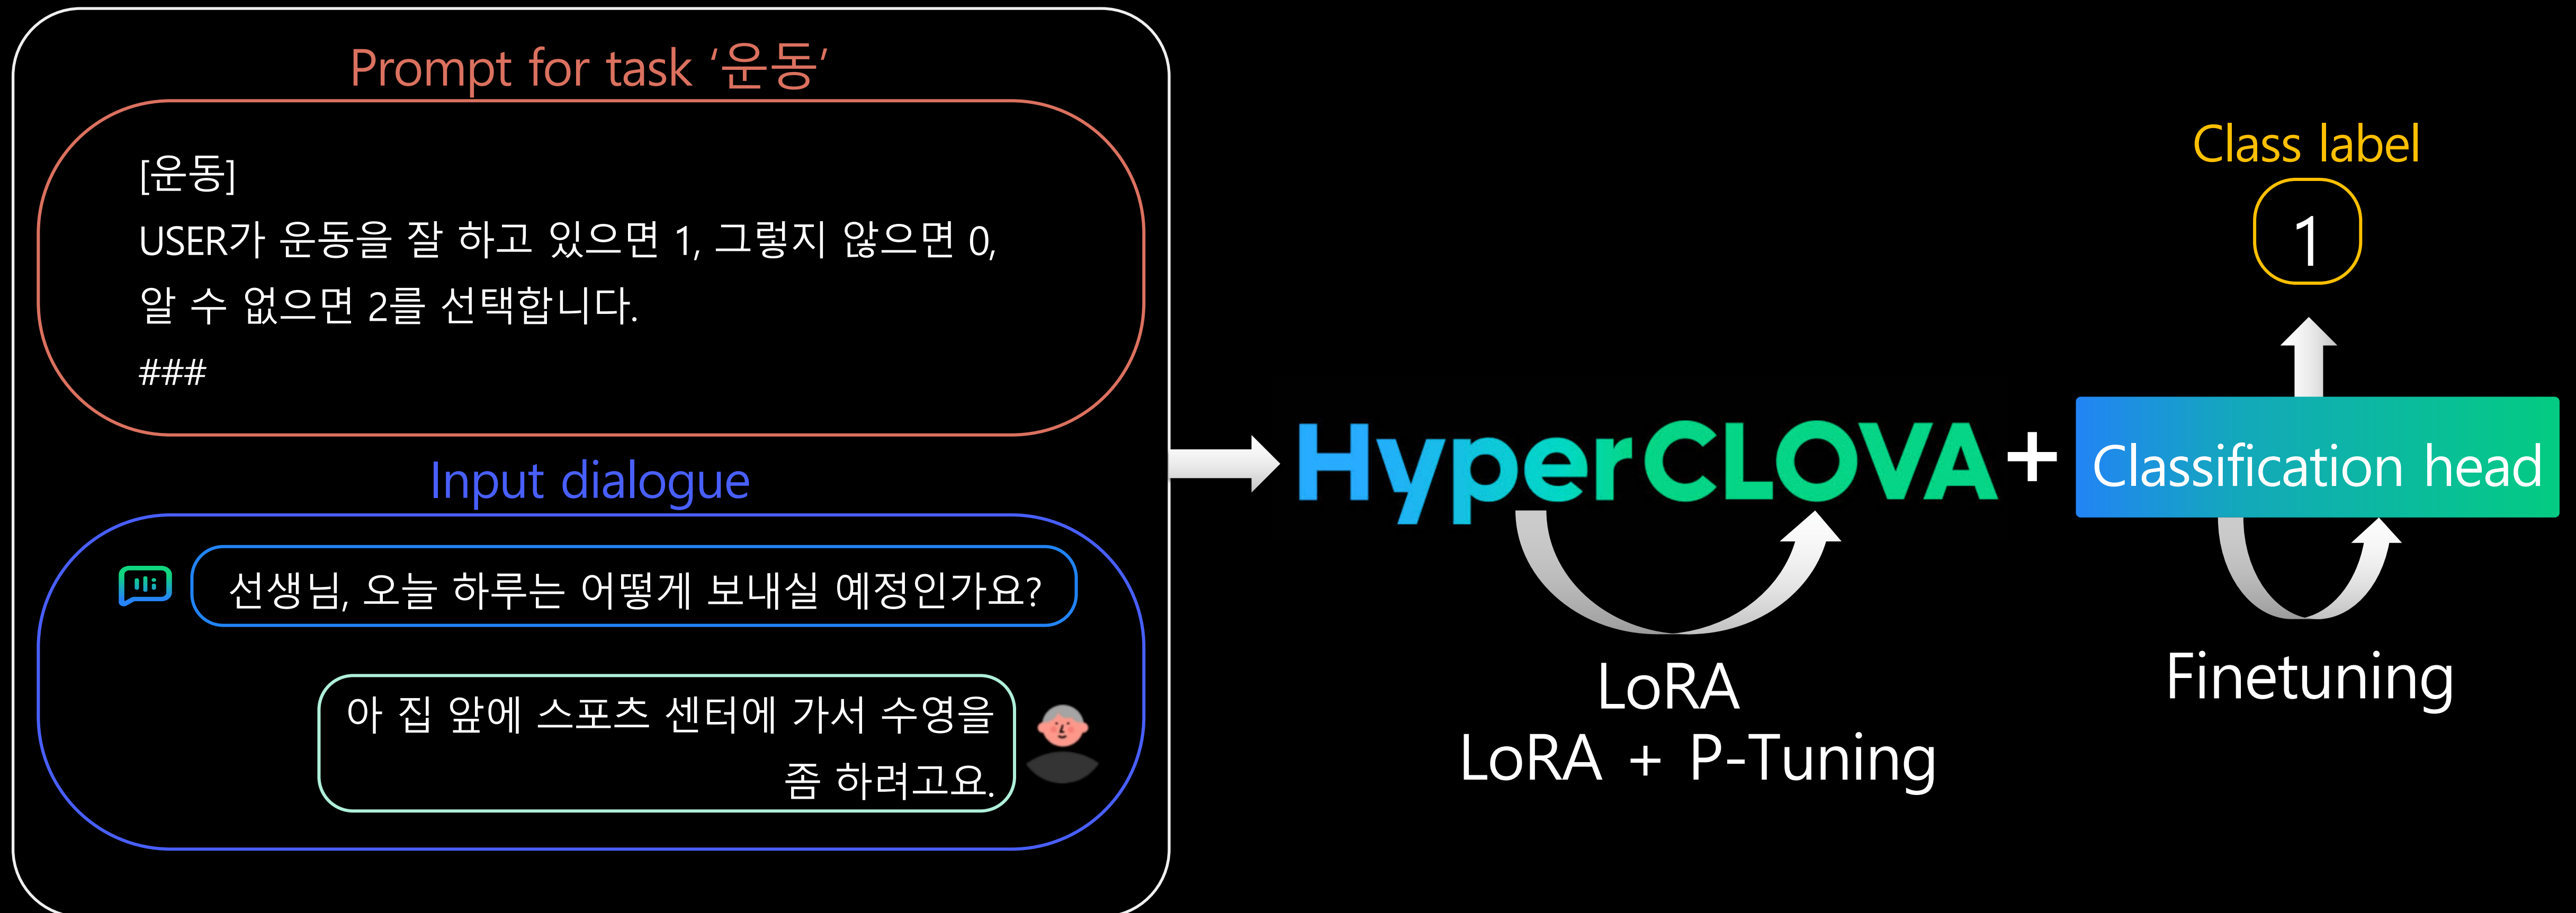 Prompt for task ‘운동’
[운동]
USER가 운동을 잘 하고 있으면 1, 그렇지 않으면 0,
알 수 없으면 2를 선택합니다.
###
Input dialogue
선생님, 오늘 하루는 어떻게 보내실 예정인가요?
아 집 앞에 스포츠 센터에 가서 수영을
좀 하려고요.
HyperCLOVA
+
Classification head
Class label
1
LoRA
LoRA + P-Tuning
Finetuning